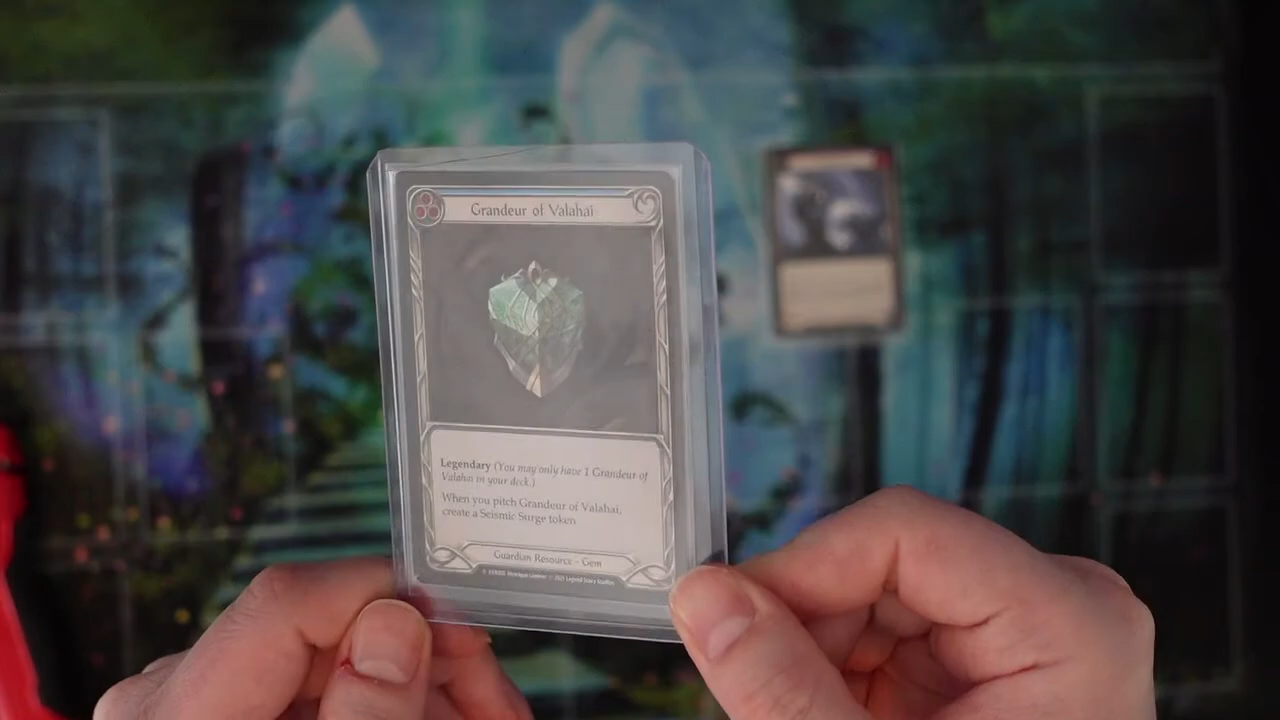 Grandeur of Valahai
Legendary (You may only have 1 Grandeur of
Valahai in your deck.)
When you pitch Grandeur of Valahai,
create a Seismic Surge token
Guardian Resource - Gem